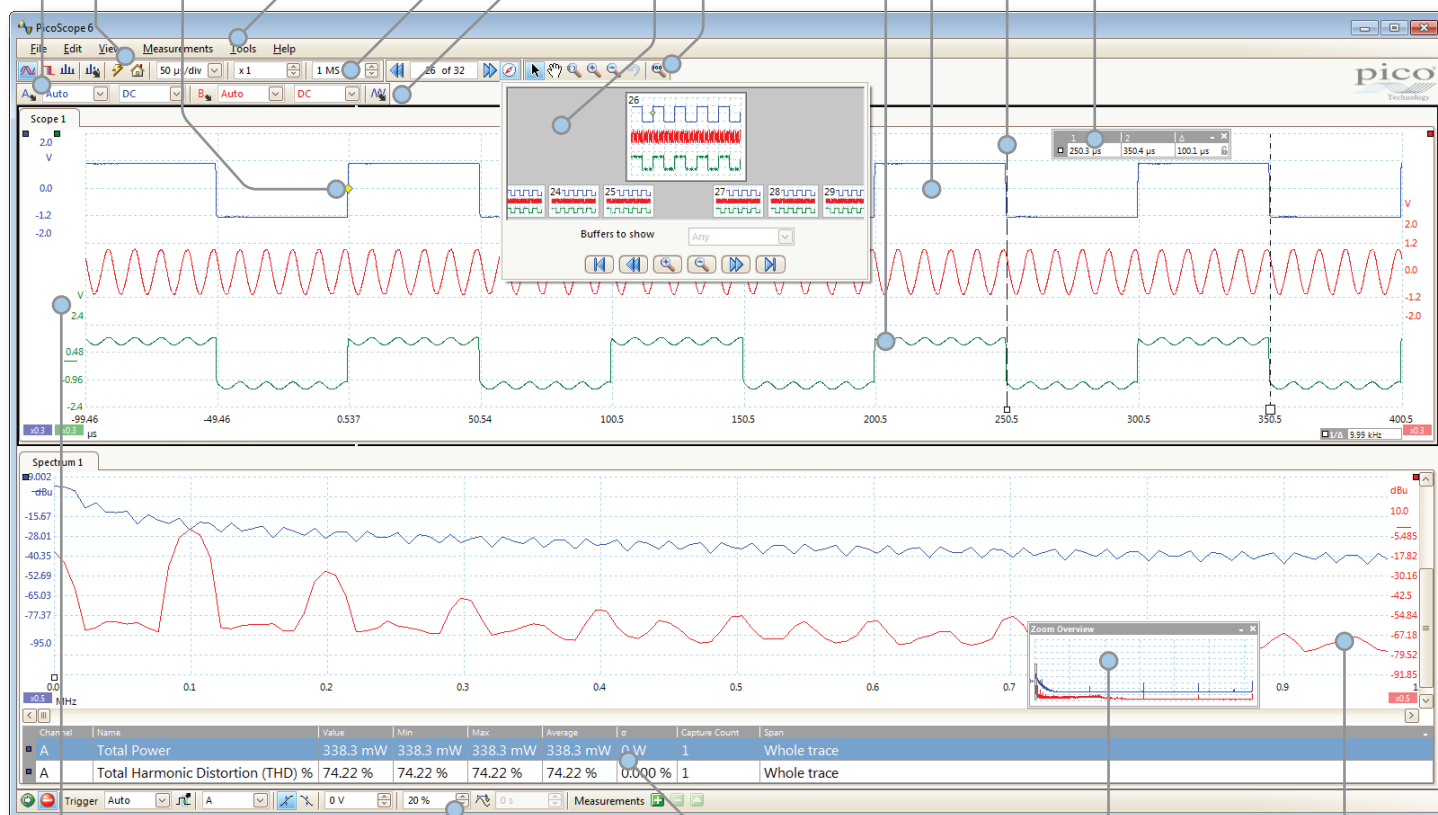 PicoScope 6
File Edit Views Measurements Tools Help
50 µs/div x 1 1 MS 26 of 32
pico
Technology
A Auto DC B Auto DC
Scope 1
26
24 25 27 28 29
Buffers to show Any
1 2 Δ
250.3 µs 350.4 µs 100.1 µs
2.0
V
0.0
-1.2
-2.0
V
2.0
1.2
0.0
-1.2
-2.0
V
2.4
0.48
-0.96
-2.4
-99.46 -49.46 0.537 50.54 100.5 150.5 200.5 250.5 300.5 350.5 400.5
x0.3 x0.3 µs
1/Δ 9.99 kHz x0.3
Spectrum 1
9.002
dBu
-15.67
-28.01
-40.35
-52.69
-65.03
-77.37
-95.0
dBu
10.0
-5.485
-17.82
-30.16
-42.5
-54.84
-67.18
-79.52
-91.85
Zoom Overview
0.0 0.1 0.2 0.3 0.4 0.5 0.6 0.7 0.9 1
x0.5 MHz x0.5
Channel Name Value Min Max Average σ Capture Count Span
A Total Power 338.3 mW 338.3 mW 338.3 mW 338.3 mW 0 W 1 Whole trace
A Total Harmonic Distortion (THD) % 74.22 % 74.22 % 74.22 % 74.22 % 0.000 % 1 Whole trace
Trigger Auto A 0 V 20 % 0 s Measurements